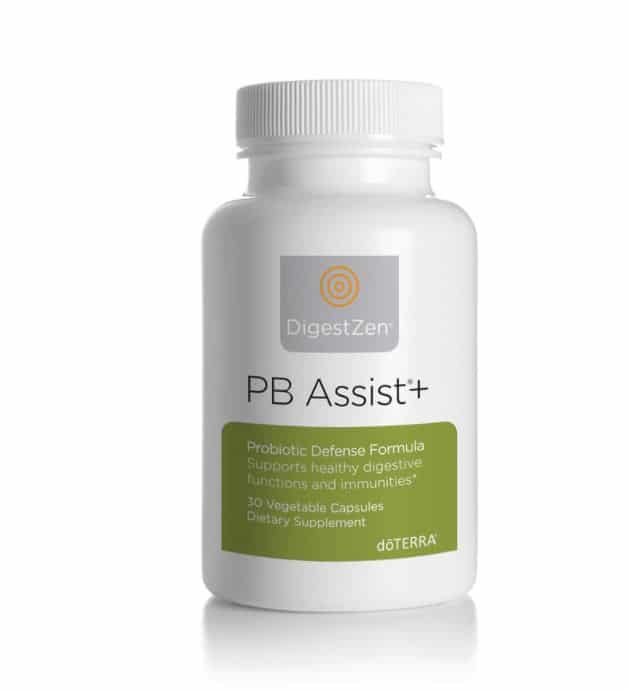 DigestZen®
PB Assist®+
Probiotic Defense Formula
Supports healthy digestive
functions and immunities*
30 Vegetable Capsules
Dietary Supplement
dōTERRA®